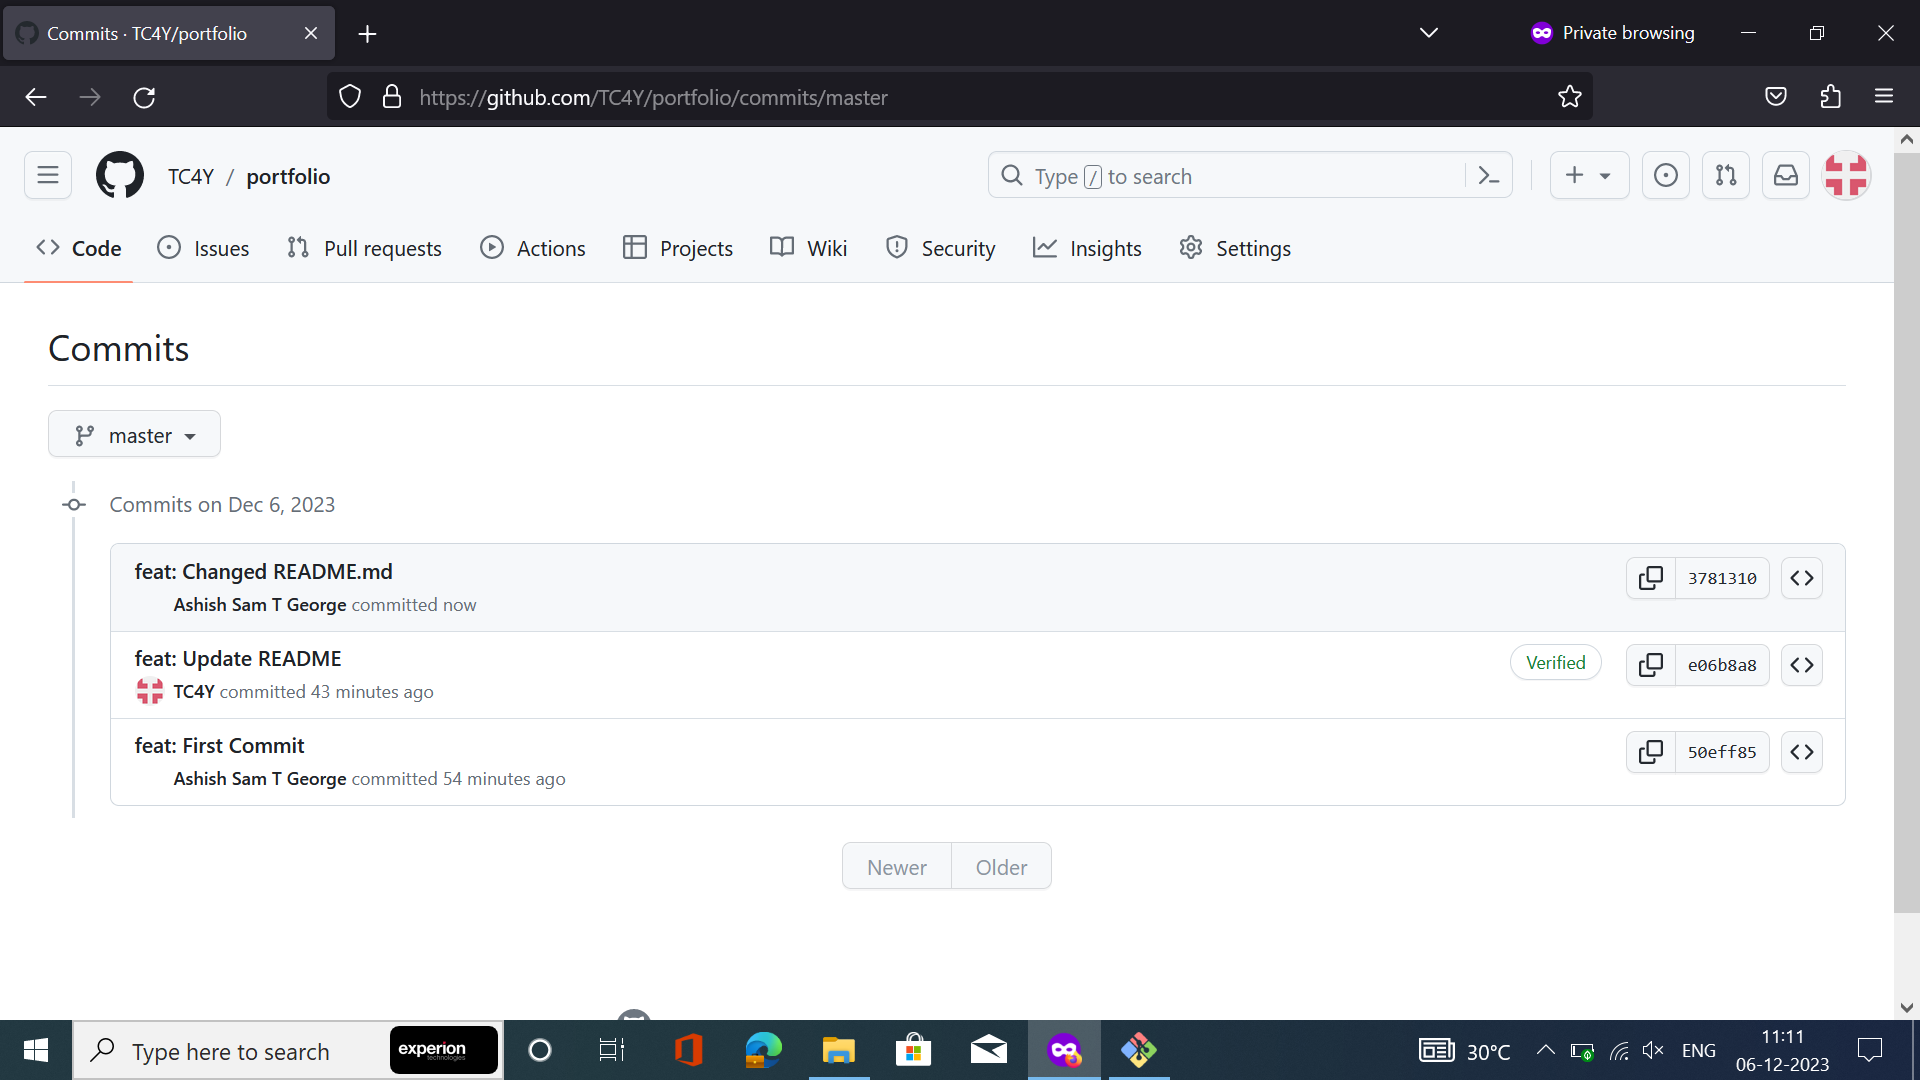 Commits · TC4Y/portfolio
Private browsing
https://github.com/TC4Y/portfolio/commits/master
TC4Y / portfolio
Type / to search
Code Issues Pull requests Actions Projects Wiki Security Insights Settings
Commits
master
Commits on Dec 6, 2023
feat: Changed README.md
Ashish Sam T George committed now
3781310
feat: Update README
TC4Y committed 43 minutes ago
Verified
e06b8a8
feat: First Commit
Ashish Sam T George committed 54 minutes ago
50eff85
Newer Older
Type here to search
experion
technologies
30°C
ENG
11:11
06-12-2023